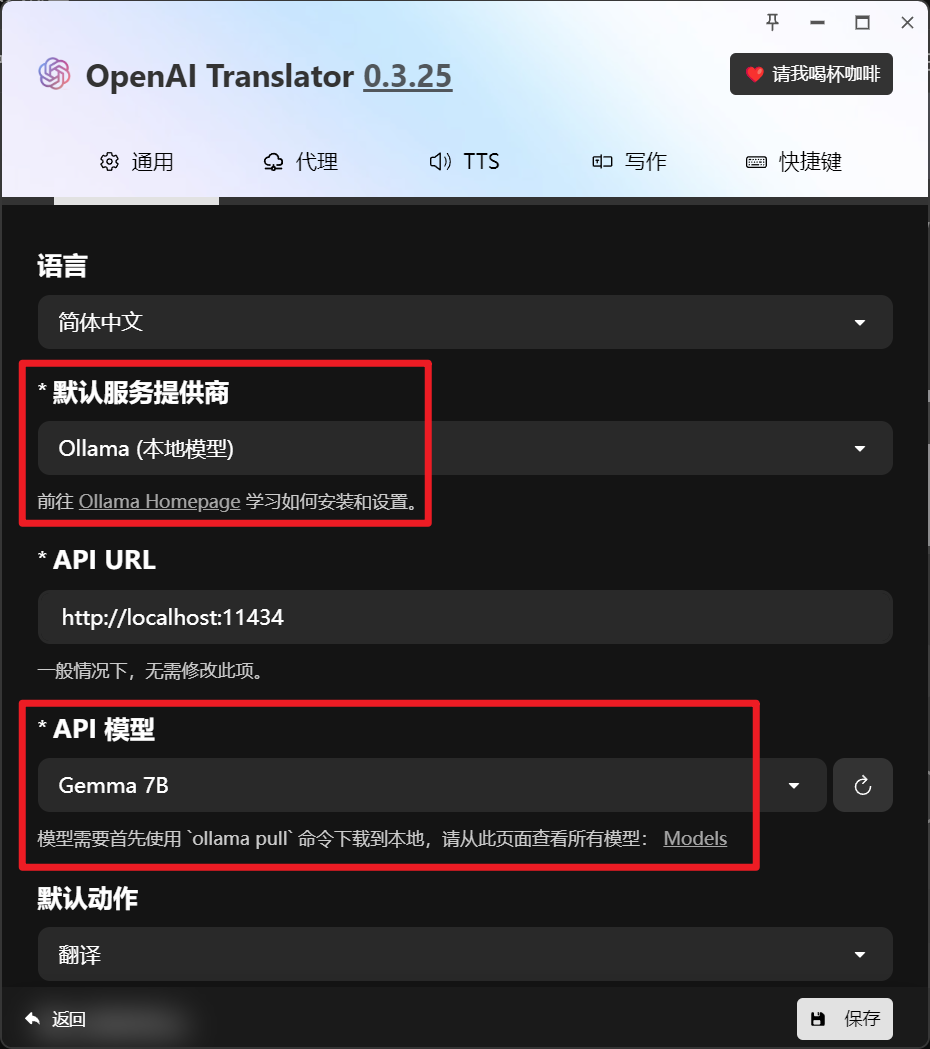 OpenAI Translator 0.3.25
请我喝杯咖啡
通用 代理 TTS 写作 快捷键
语言
简体中文
* 默认服务提供商
Ollama (本地模型)
前往 Ollama Homepage 学习如何安装和设置。
* API URL
http://localhost:11434
一般情况下，无需修改此项。
* API 模型
Gemma 7B
模型需要首先使用 `ollama pull` 命令下载到本地，请从此页面查看所有模型： Models
默认动作
翻译
返回
保存